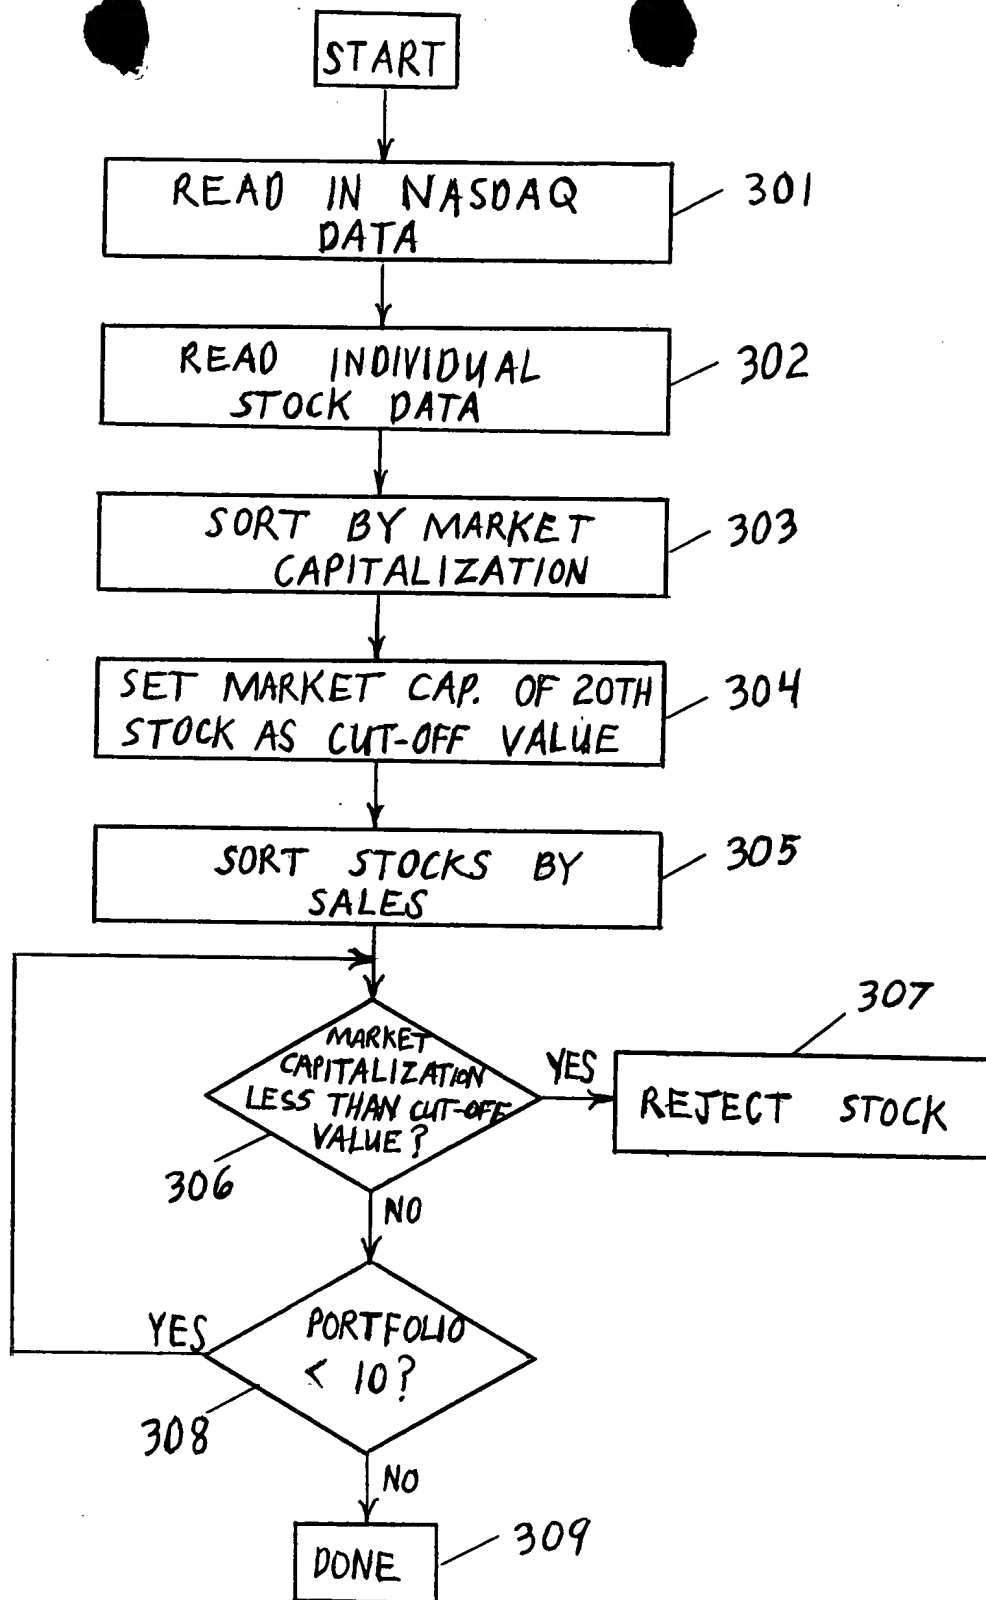 START
READ IN NASDAQ
DATA
301
READ INDIVIDUAL
STOCK DATA
302
SORT BY MARKET
CAPITALIZATION
303
SET MARKET CAP. OF 20TH
STOCK AS CUT-OFF VALUE
304
SORT STOCKS BY
SALES
305
MARKET
CAPITALIZATION
LESS THAN CUT-OFF
VALUE?
306
YES
REJECT STOCK
307
NO
PORTFOLIO
< 10?
YES
308
NO
DONE
309